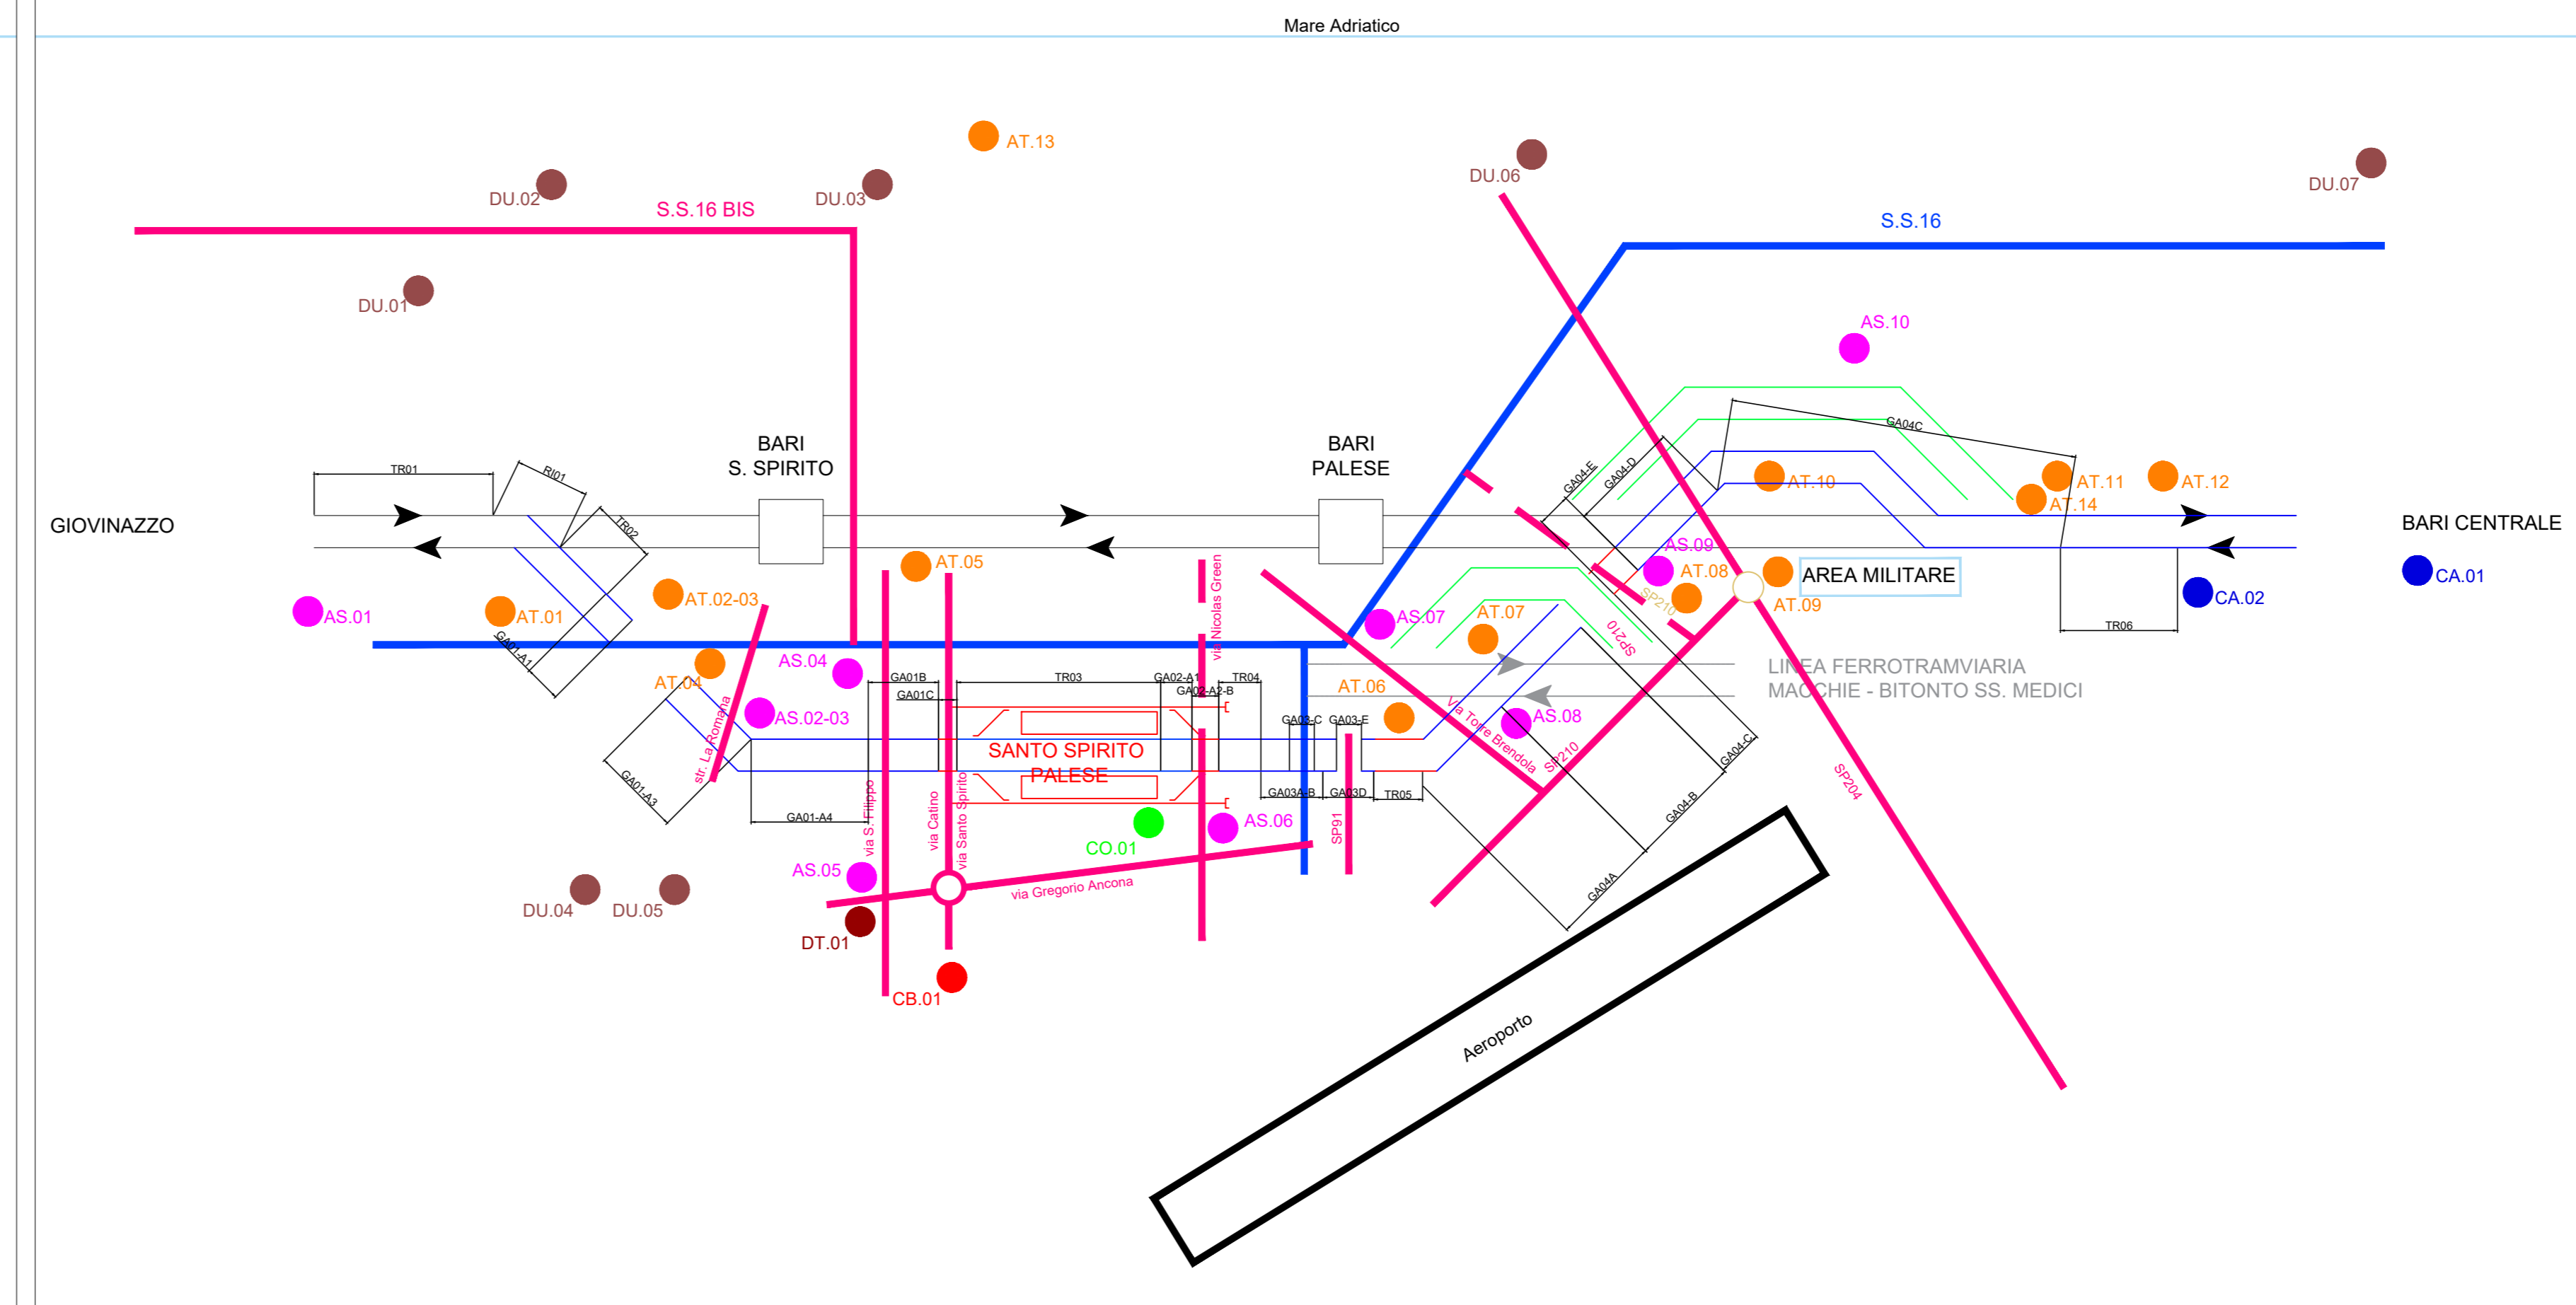 Mare Adriatico
AT.13
DU.02
DU.03
DU.06
DU.07
S.S.16 BIS
S.S.16
DU.01
AS.10
GA04C
BARI
S. SPIRITO
BARI
PALESE
TR01
RI01
TR02
GA04-E
GA04-D
AT.10
AT.11
AT.12
AT.14
GIOVINAZZO
BARI CENTRALE
AT.05
AS.09
AT.08
AREA MILITARE
CA.01
AT.02-03
AS.01
AT.01
via Nicolas Green
AS.07
AT.07
SP210
AT.09
CA.02
TR06
SP210
GA01-A1
AS.04
AT.04
GA01B
GA01C
TR03
GA02-A1
GA02-A2-B
TR04
AT.06
LINEA FERROTRAMVIARIA
MACCHIE - BITONTO SS. MEDICI
AS.02-03
str. La Romana
GA03-C
GA03-E
Via Torre Brendola
AS.08
SP210
GA04-C
SANTO SPIRITO
PALESE
GA01-A3
GA01-A4
via S. Filippo
via Catino
via Santo Spirito
GA03A-B
GA03D
TR05
GA04-B
SP204
CO.01
AS.06
SP91
AS.05
via Gregorio Ancona
GA04A
DU.04
DU.05
DT.01
CB.01
Aeroporto